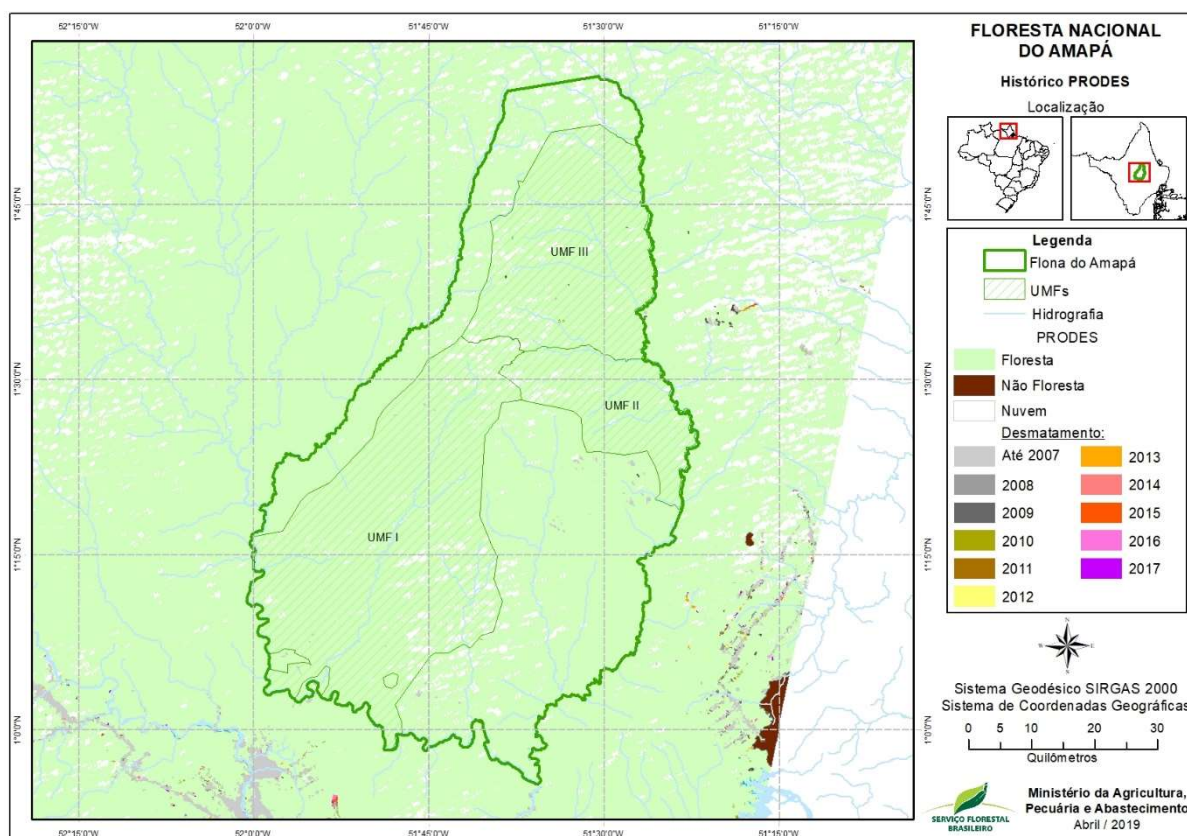 52°15'0"W 52°0'0"W 51°45'0"W 51°30'0"W 51°15'0"W
1°45'0"N 1°45'0"N
1°30'0"N 1°30'0"N
1°15'0"N 1°15'0"N
1°0'0"N 1°0'0"N
UMF III
UMF II
UMF I
52°15'0"W 52°0'0"W 51°45'0"W 51°30'0"W 51°15'0"W
FLORESTA NACIONAL
DO AMAPÁ
Histórico PRODES
Localização
Legenda
Flona do Amapá
UMFs
Hidrografia
PRODES
Floresta
Não Floresta
Nuvem
Desmatamento:
Até 2007 2013
2008 2014
2009 2015
2010 2016
2011 2017
2012
N
W E
S
Sistema Geodésico SIRGAS 2000
Sistema de Coordenadas Geográficas
0 5 10 20 30
Quilômetros
SERVIÇO FLORESTAL
BRASILEIRO
Ministério da Agricultura,
Pecuária e Abastecimento
Abril / 2019